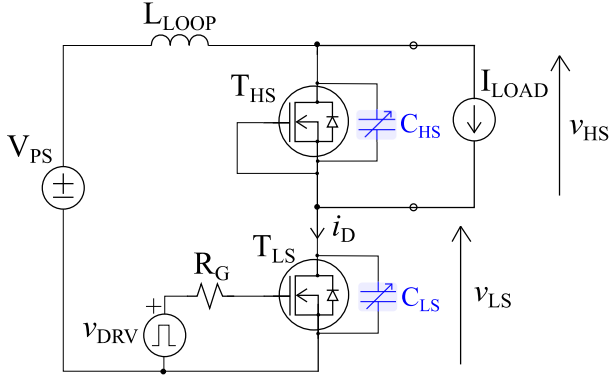 L_LOOP
T_HS
C_HS
I_LOAD
v_HS
V_PS
i_D
T_LS
R_G
C_LS
v_LS
v_DRV